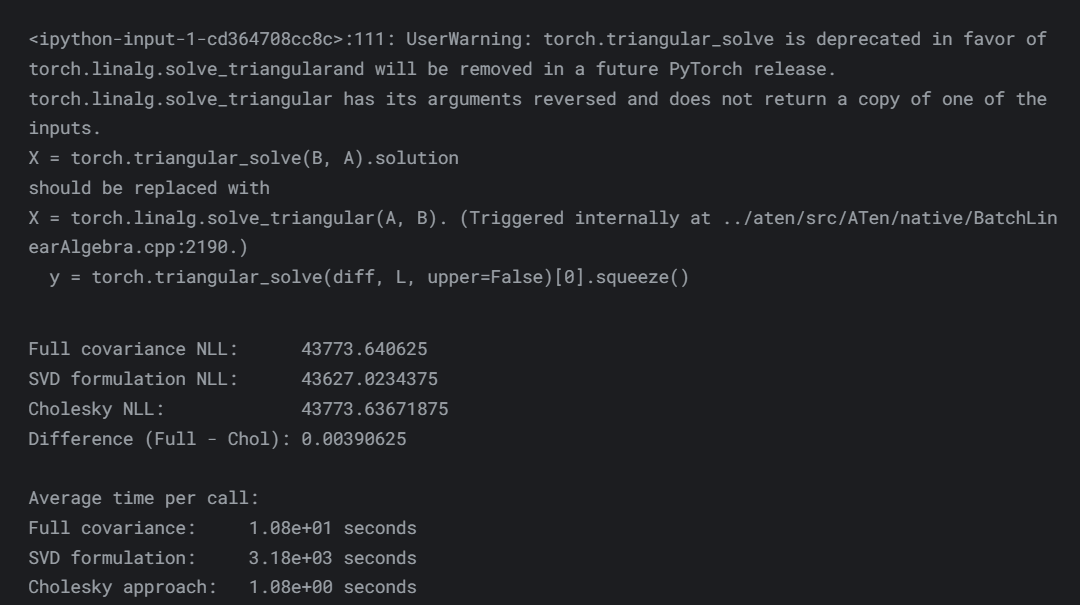 <ipython-input-1-cd364708cc8c>:111: UserWarning: torch.triangular_solve is deprecated in favor of
torch.linalg.solve_triangularand will be removed in a future PyTorch release.
torch.linalg.solve_triangular has its arguments reversed and does not return a copy of one of the
inputs.
X = torch.triangular_solve(B, A).solution
should be replaced with
X = torch.linalg.solve_triangular(A, B). (Triggered internally at ../aten/src/ATen/native/BatchLin
earAlgebra.cpp:2190.)
  y = torch.triangular_solve(diff, L, upper=False)[0].squeeze()
Full covariance NLL:      43773.640625
SVD formulation NLL:      43627.0234375
Cholesky NLL:             43773.63671875
Difference (Full - Chol): 0.00390625
Average time per call:
Full covariance:     1.08e+01 seconds
SVD formulation:     3.18e+03 seconds
Cholesky approach:   1.08e+00 seconds